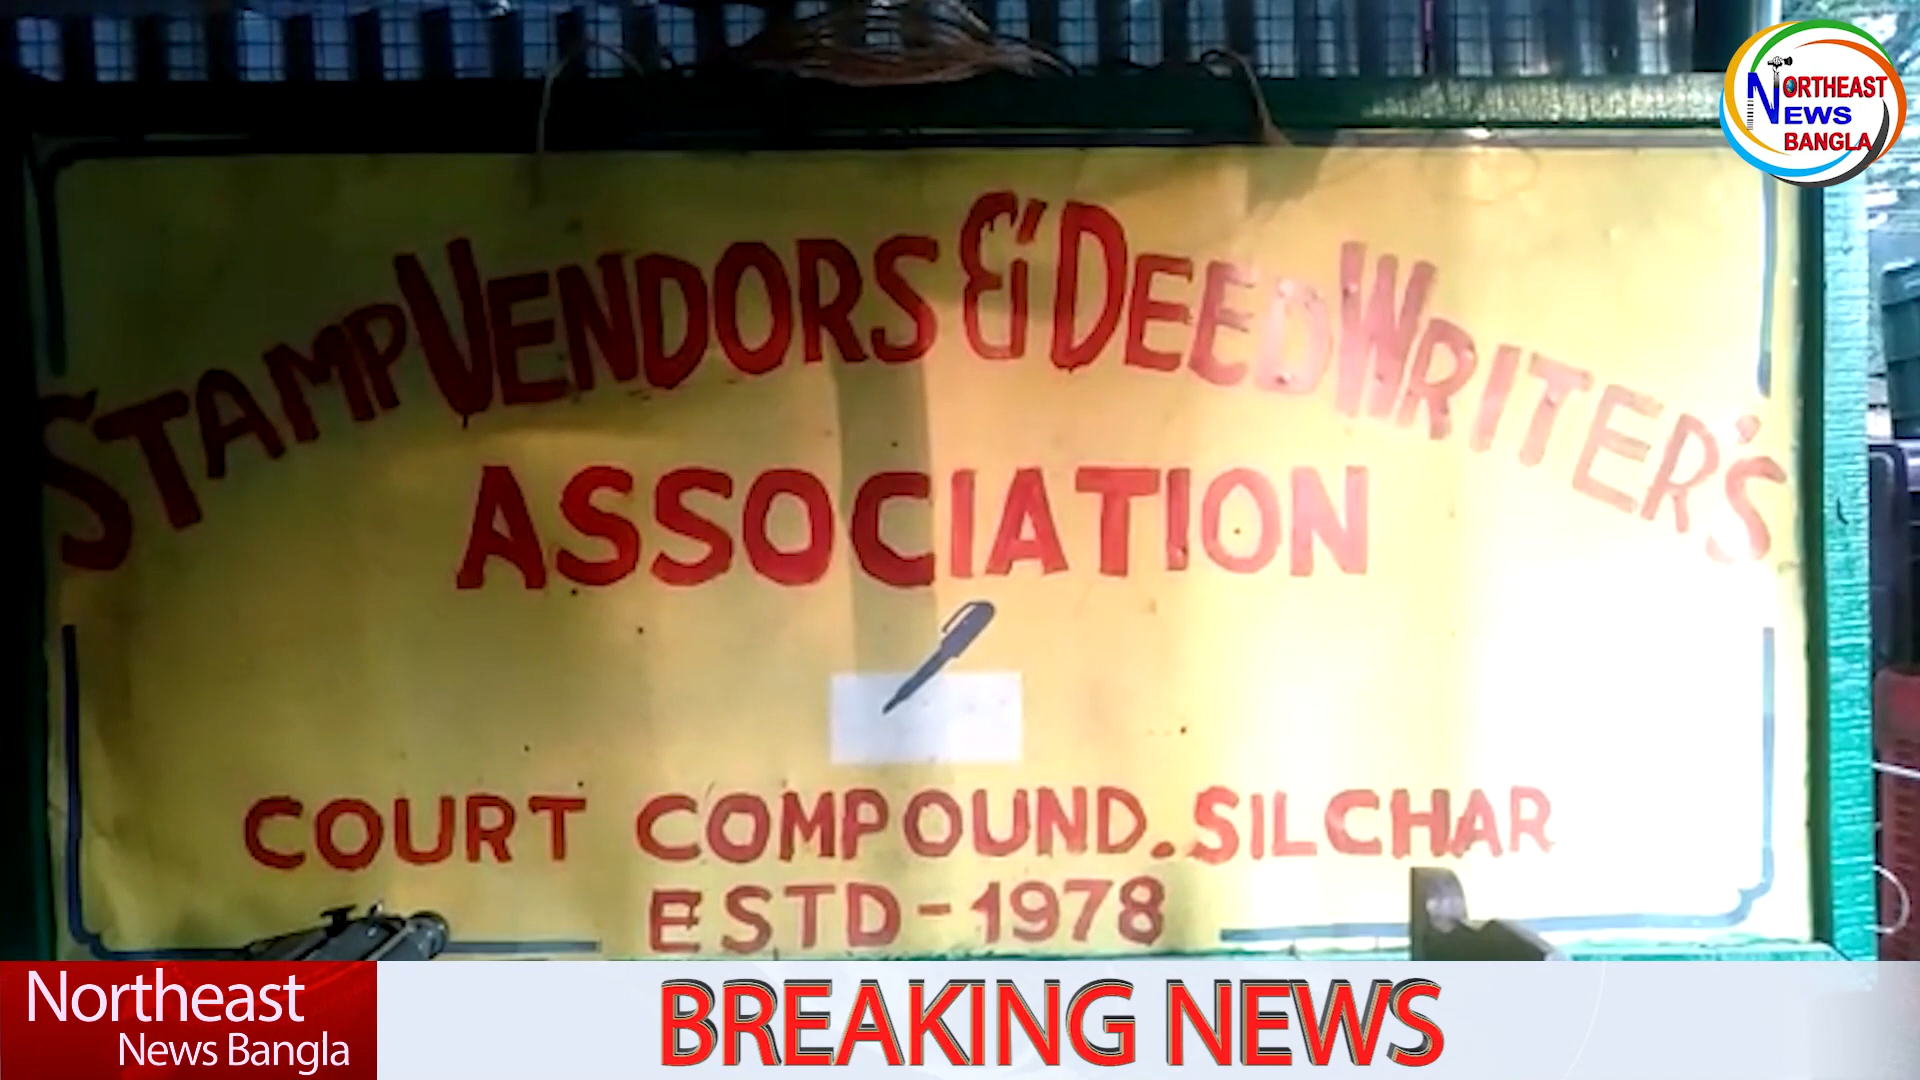 NORTHEAST
NEWS
BANGLA
STAMP VENDORS & DEED WRITER'S
ASSOCIATION
COURT COMPOUND. SILCHAR
ESTD - 1978
Northeast
News Bangla
BREAKING NEWS